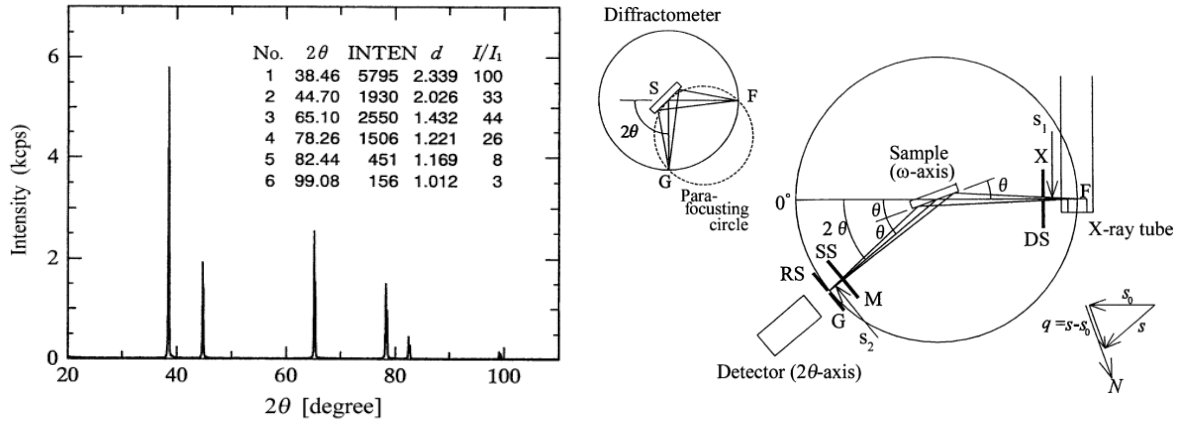 6
4
2
0
20
40
60
80
100
Intensity (kcps)
2θ [degree]
No. 2θ INTEN d I/I₁
1 38.46 5795 2.339 100
2 44.70 1930 2.026 33
3 65.10 2550 1.432 44
4 78.26 1506 1.221 26
5 82.44 451 1.169 8
6 99.08 156 1.012 3
Diffractometer
S
F
2θ
G
Para-
focusting
circle
s₁
X
Sample
(ω-axis)
θ
F
0°
θ
2 θ
θ
DS
X-ray tube
SS
RS
M
G
s₂
Detector (2θ-axis)
s₀
q =s-s₀
s
N